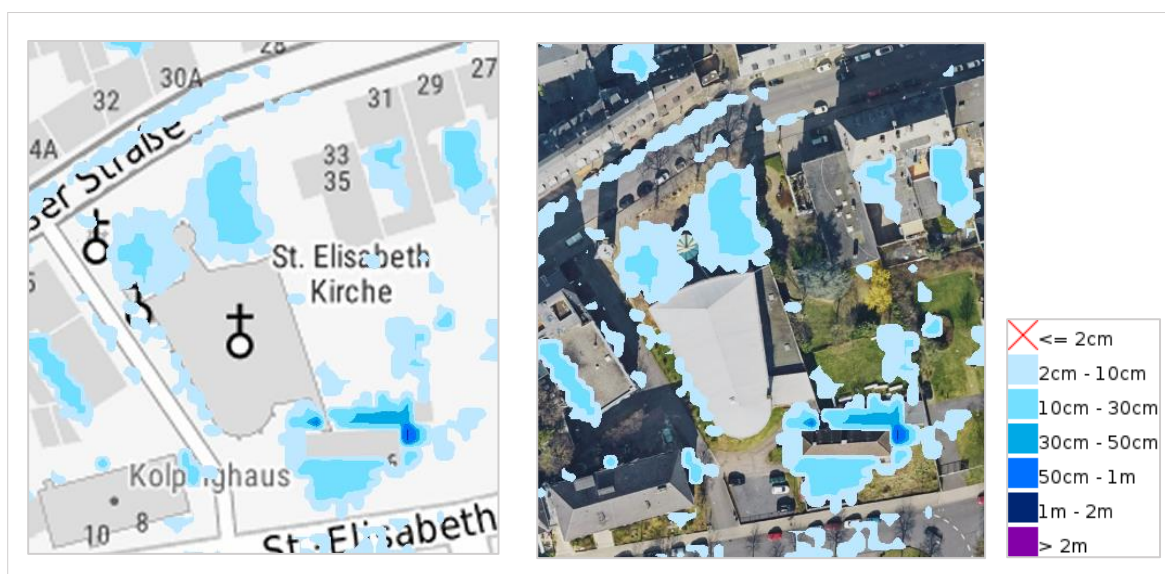 28
30A
27
32
29
31
4A
ser Straße
33
35
St. Elisabeth
Kirche
Kolpinghaus
10
8
St. Elisabeth
<= 2cm
2cm - 10cm
10cm - 30cm
30cm - 50cm
50cm - 1m
1m - 2m
> 2m